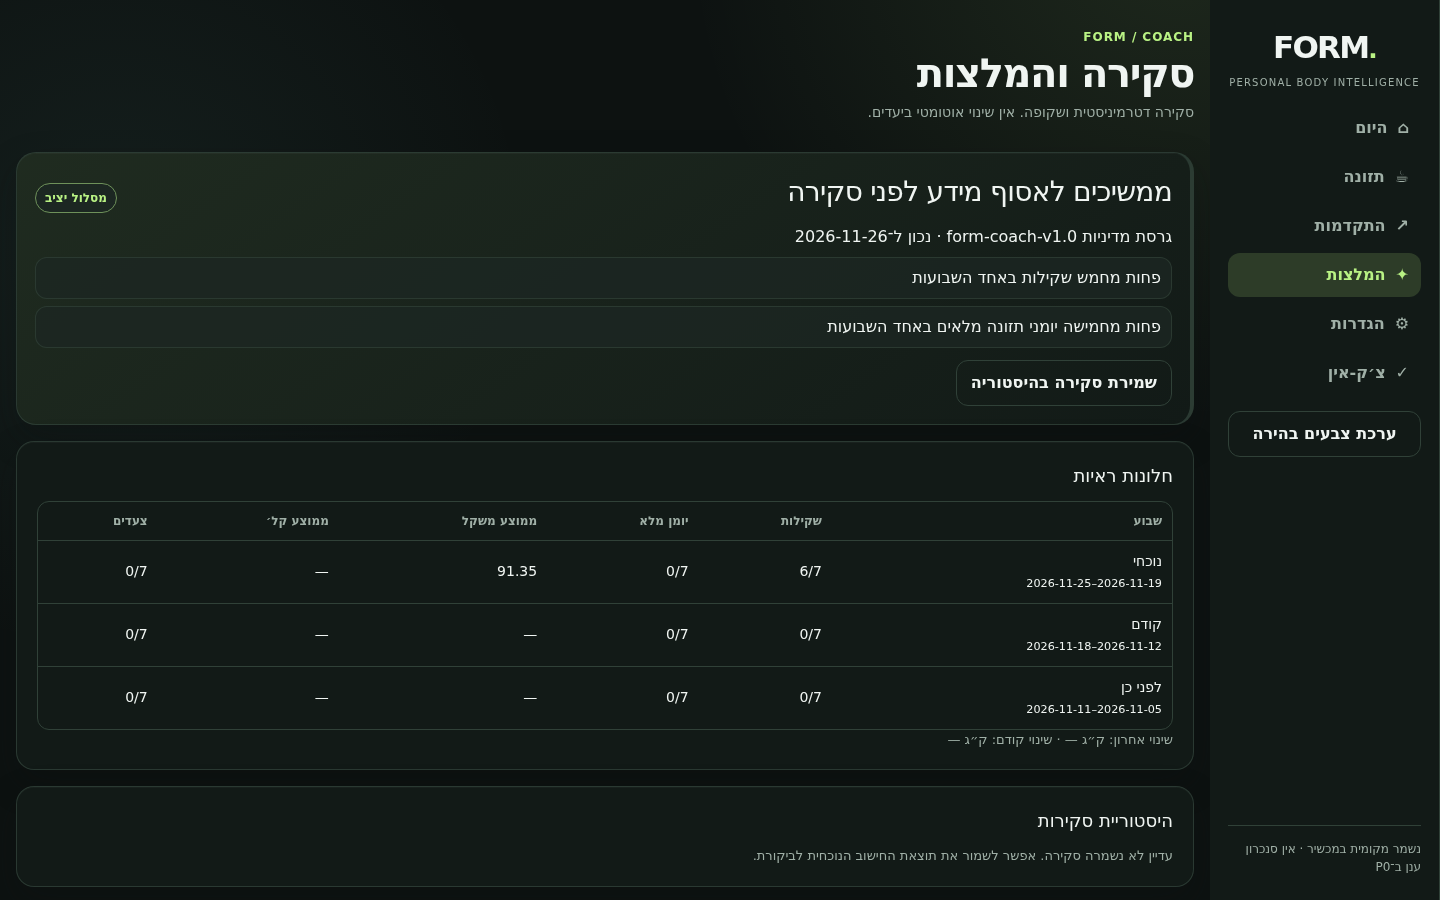 FORM.
PERSONAL BODY INTELLIGENCE
⌂ היום
☕ תזונה
↗ התקדמות
✦ המלצות
⚙ הגדרות
✓ צ׳ק-אין
ערכת צבעים בהירה
נשמר מקומית במכשיר · אין סנכרון
ענן ב־P0
FORM / COACH
סקירה והמלצות
סקירה דטרמיניסטית ושקופה. אין שינוי אוטומטי ביעדים.
ממשיכים לאסוף מידע לפני סקירה
מסלול יציב
גרסת מדיניות form-coach-v1.0 · נכון ל־2026-11-26
פחות מחמש שקילות באחד השבועות
פחות מחמישה יומני תזונה מלאים באחד השבועות
שמירת סקירה בהיסטוריה
חלונות ראיות
שבוע שקילות יומן מלא ממוצע משקל ממוצע קל׳ צעדים
נוכחי 6/7 0/7 91.35 — 0/7
2026-11-19–2026-11-25
קודם 0/7 0/7 — — 0/7
2026-11-12–2026-11-18
לפני כן 0/7 0/7 — — 0/7
2026-11-05–2026-11-11
שינוי אחרון: ק״ג — · שינוי קודם: ק״ג —
היסטוריית סקירות
עדיין לא נשמרה סקירה. אפשר לשמור את תוצאת החישוב הנוכחית לביקורת.